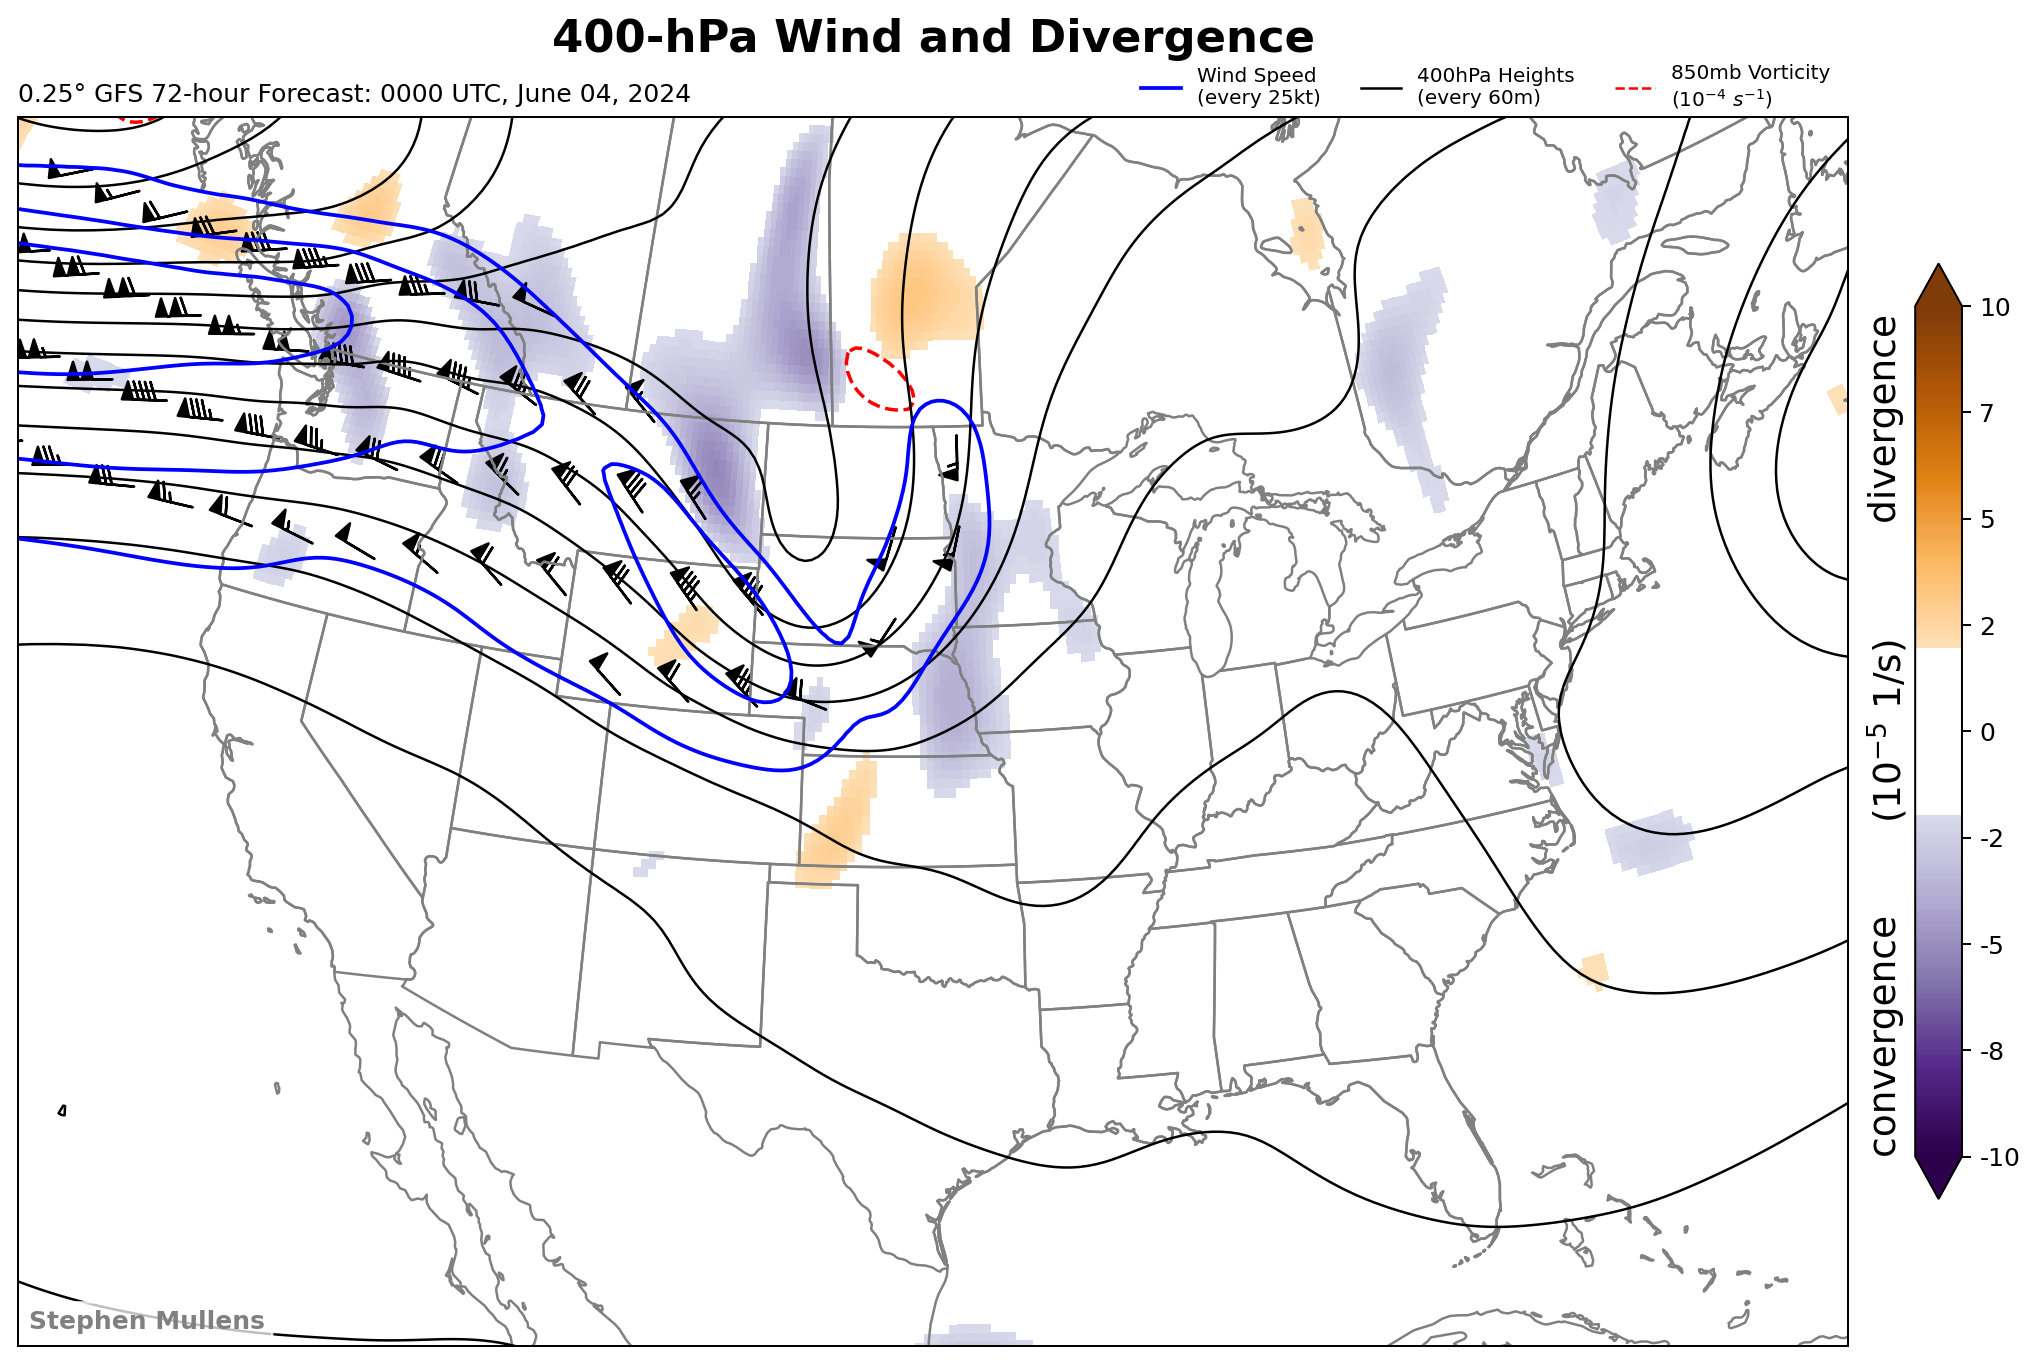 400-hPa Wind and Divergence
0.25° GFS 72-hour Forecast: 0000 UTC, June 04, 2024
Wind Speed
(every 25kt)
400hPa Heights
(every 60m)
850mb Vorticity
(10⁻⁴ s⁻¹)
10
7
5
2
0
-2
-5
-8
-10
convergence (10⁻⁵ 1/s) divergence
Stephen Mullens